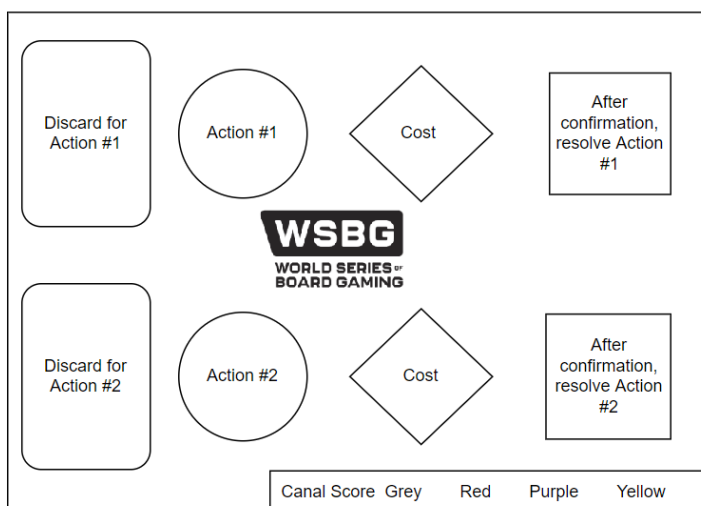 Discard for
Action #1
Action #1
Cost
After
confirmation,
resolve Action
#1
WSBG
WORLD SERIES OF
BOARD GAMING
Discard for
Action #2
Action #2
Cost
After
confirmation,
resolve Action
#2
Canal Score Grey Red Purple Yellow